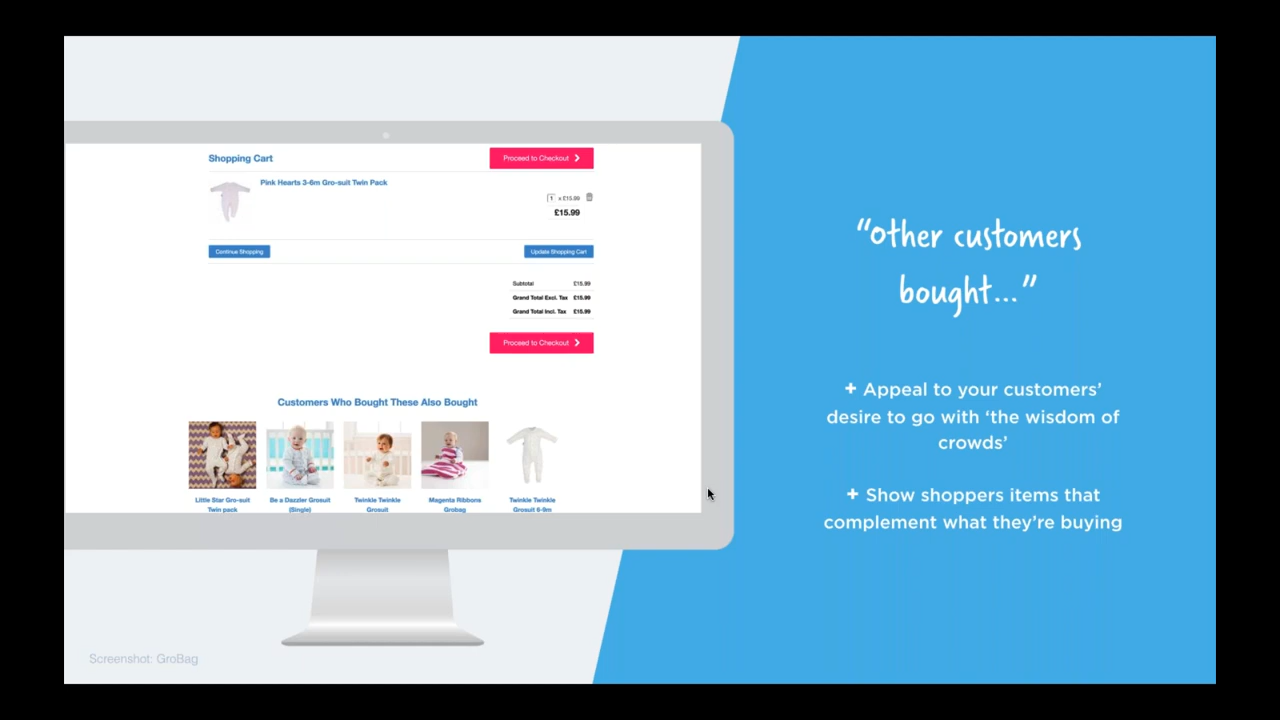 Shopping Cart
Proceed to Checkout
Pink Hearts 3-6m Gro-suit Twin Pack
1 x £15.99
£15.99
Continue Shopping
Update Shopping Cart
Subtotal £15.99
Grand Total Excl. Tax £15.99
Grand Total Incl. Tax £15.99
Proceed to Checkout
Customers Who Bought These Also Bought
Little Star Gro-suit
Twin pack
Be a Dazzler Grosuit
(Single)
Twinkle Twinkle
Grosuit
Magenta Ribbons
Grobag
Twinkle Twinkle
Grosuit 6-9m
Screenshot: GroBag
“Other customers
bought...”
+ Appeal to your customers’
desire to go with ‘the wisdom of
crowds’
+ Show shoppers items that
complement what they’re buying